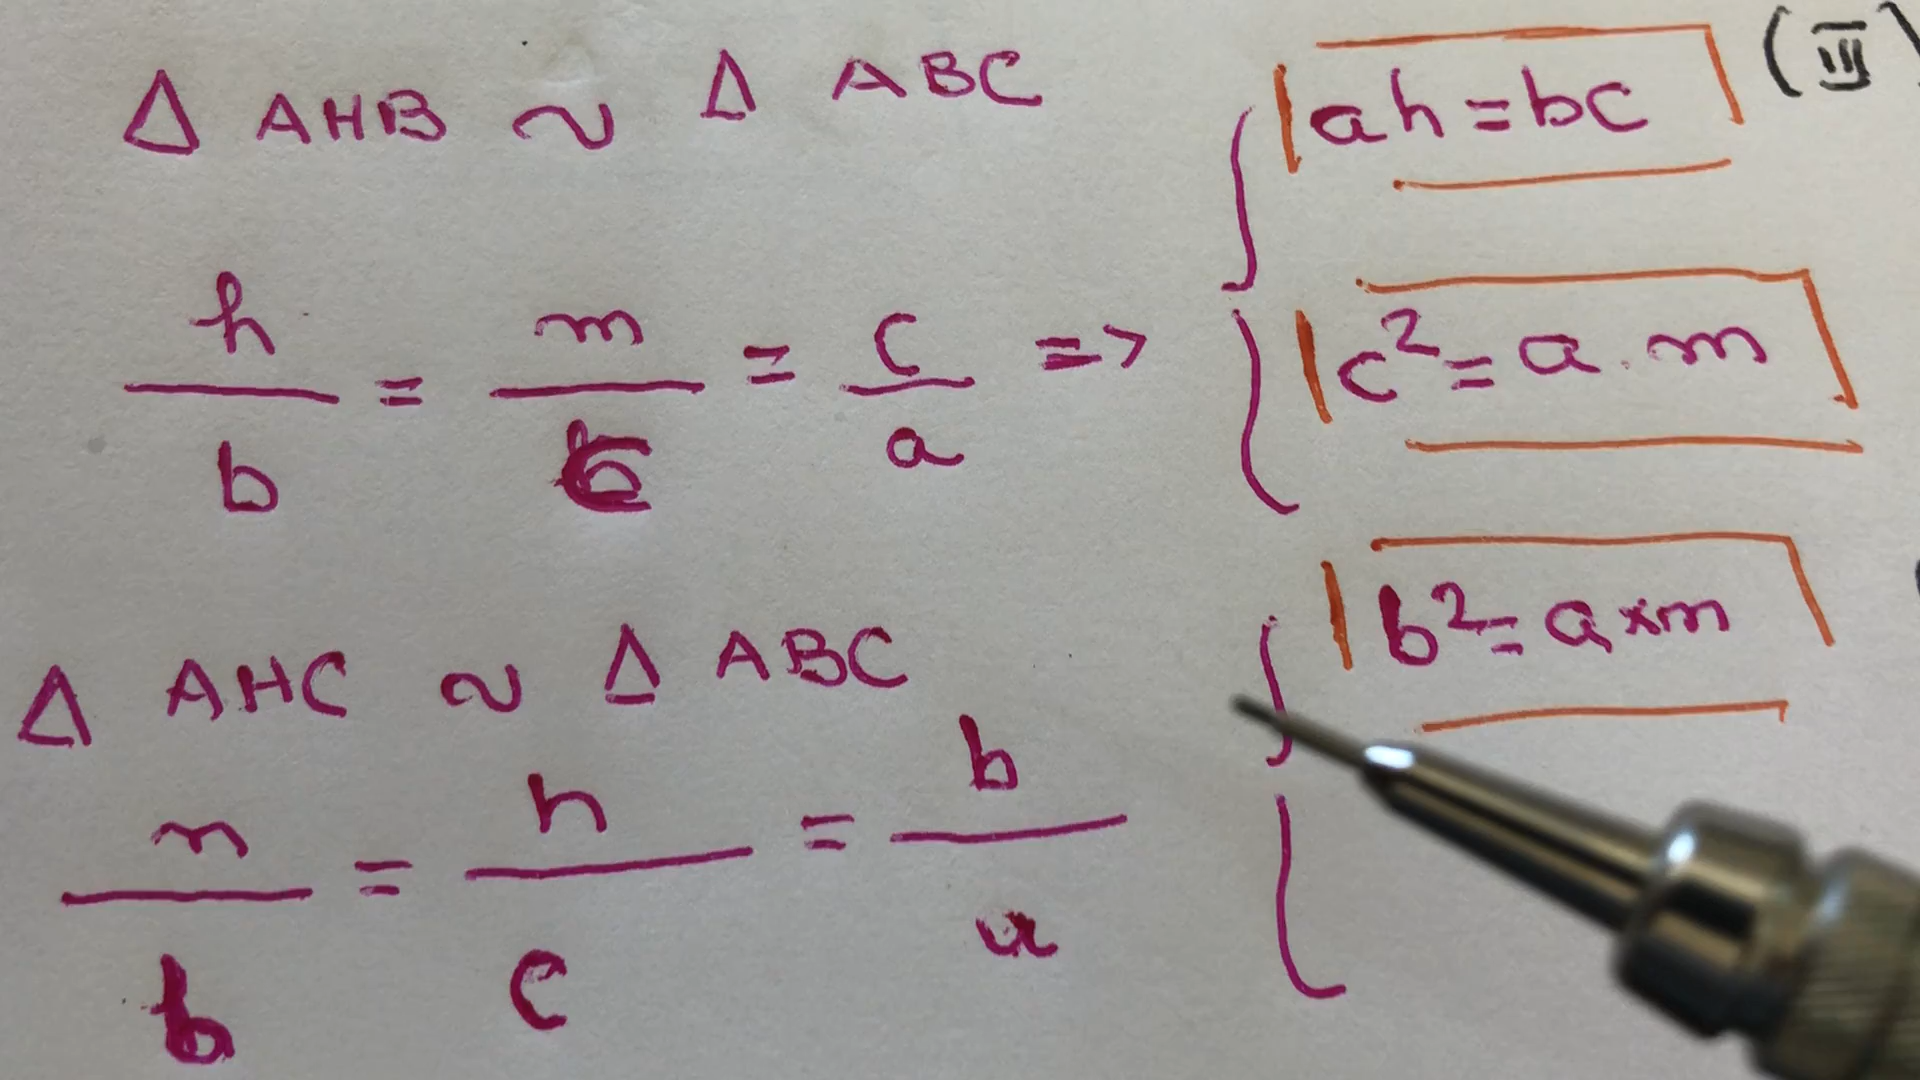 Δ AHB ~ Δ ABC
h/b = m/c = c/a =>
{ ah = bc (III)
c² = a . m
Δ AHC ~ Δ ABC
n/b = h/c = b/a
{ b² = a × m